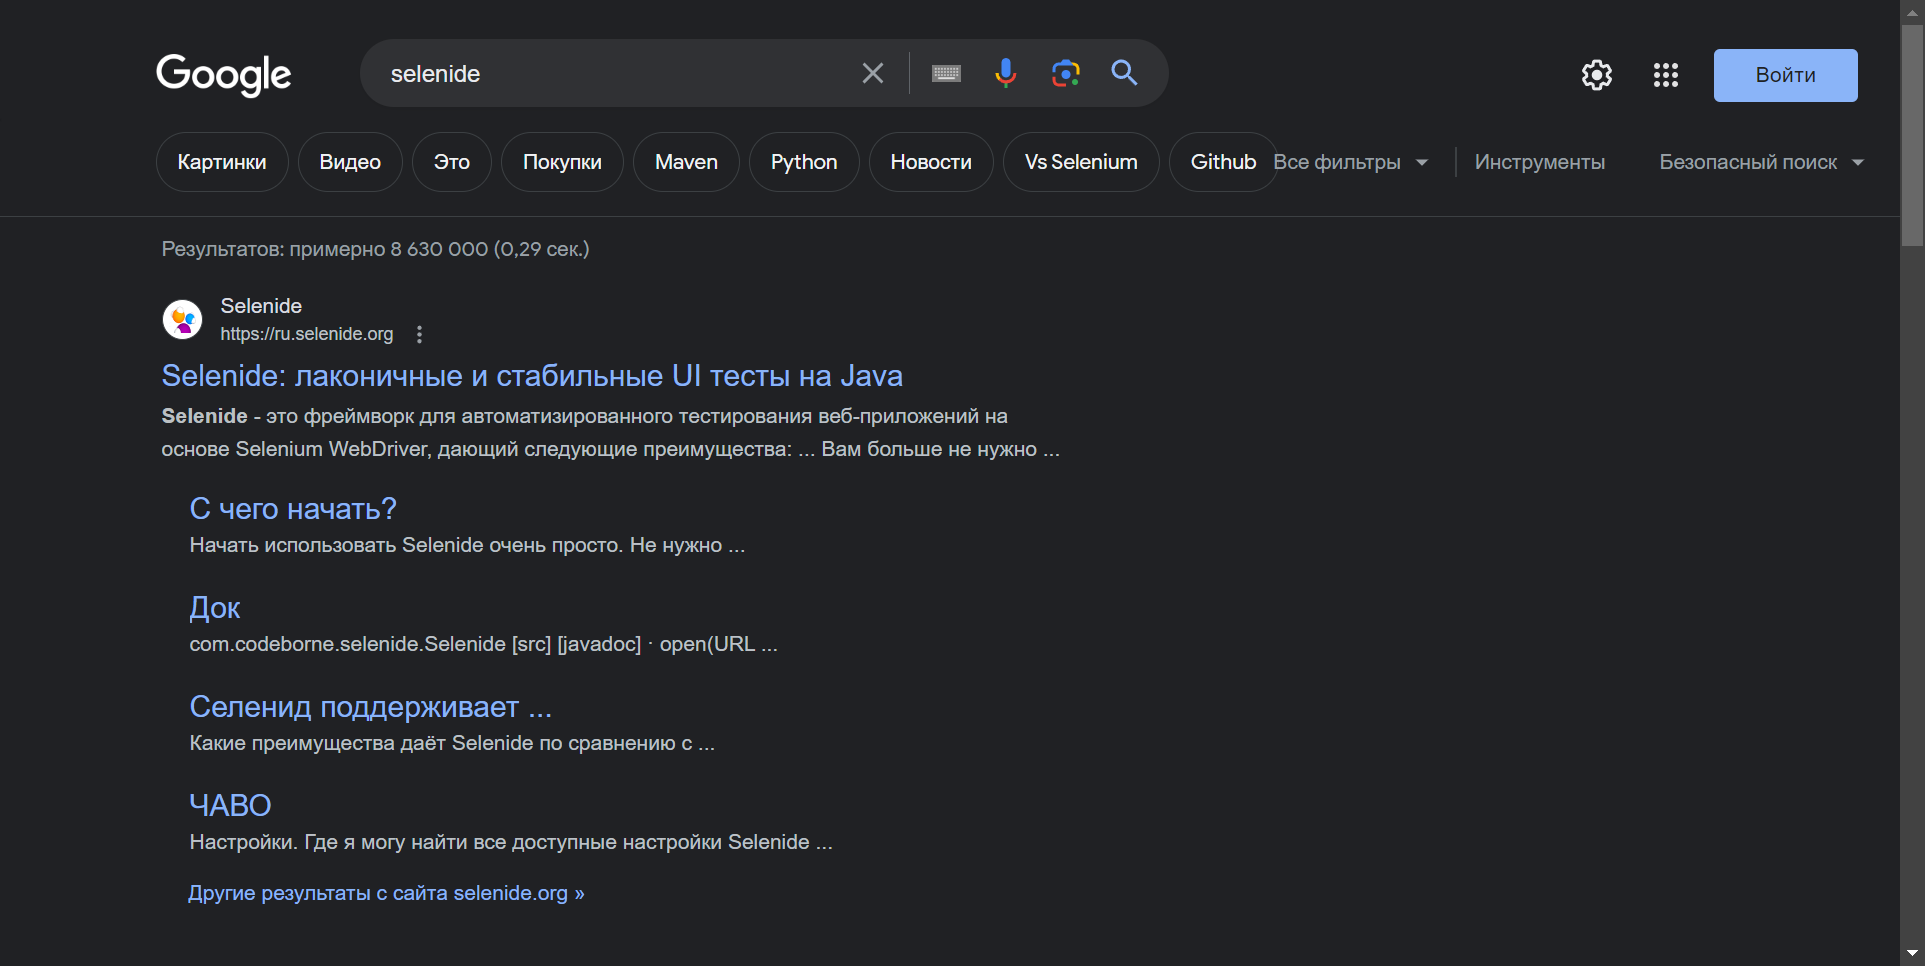 Google
selenide
Войти
Картинки
Видео
Это
Покупки
Maven
Python
Новости
Vs Selenium
Github
Все фильтры
Инструменты
Безопасный поиск
Результатов: примерно 8 630 000 (0,29 сек.)
Selenide
https://ru.selenide.org
Selenide: лаконичные и стабильные UI тесты на Java
Selenide - это фреймворк для автоматизированного тестирования веб-приложений на
основе Selenium WebDriver, дающий следующие преимущества: ... Вам больше не нужно ...
С чего начать?
Начать использовать Selenide очень просто. Не нужно ...
Док
com.codeborne.selenide.Selenide [src] [javadoc] · open(URL ...
Селенид поддерживает ...
Какие преимущества даёт Selenide по сравнению с ...
ЧАВО
Настройки. Где я могу найти все доступные настройки Selenide ...
Другие результаты с сайта selenide.org »